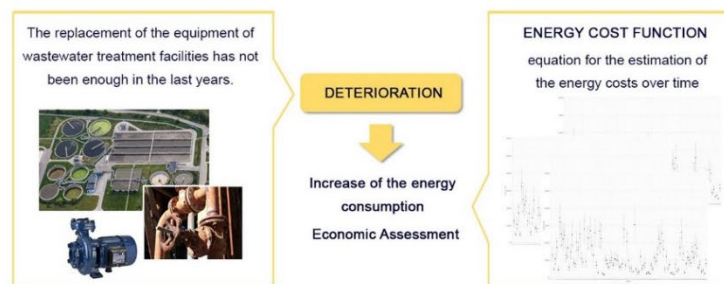 The replacement of the equipment of
wastewater treatment facilities has not
been enough in the last years.
DETERIORATION
Increase of the energy
consumption
Economic Assessment
ENERGY COST FUNCTION
equation for the estimation of
the energy costs over time